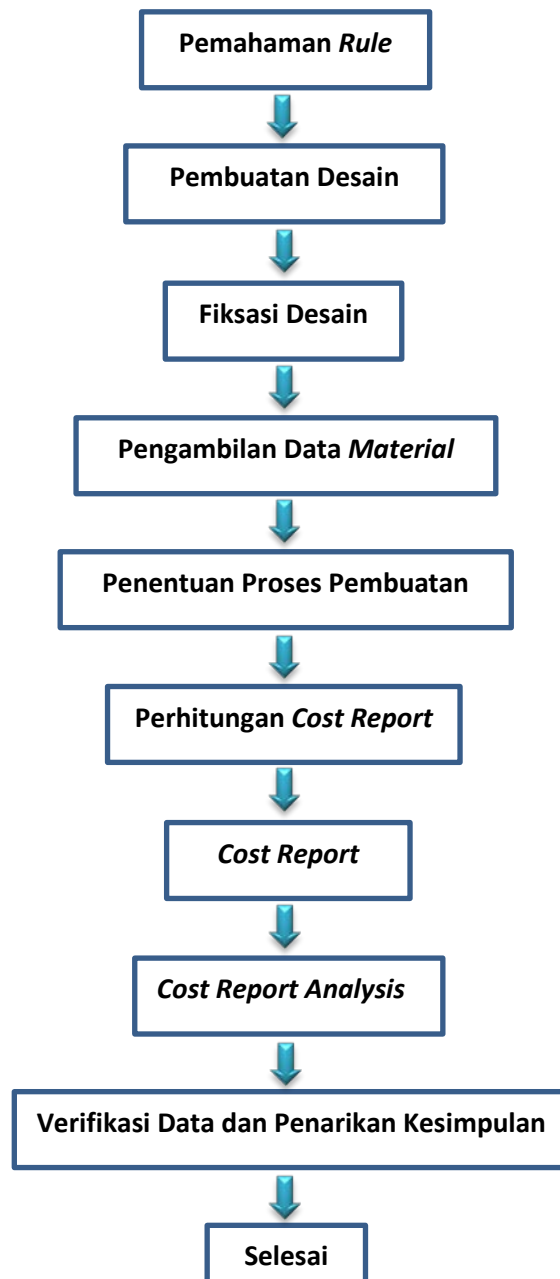 Pemahaman Rule
Pembuatan Desain
Fiksasi Desain
Pengambilan Data Material
Penentuan Proses Pembuatan
Perhitungan Cost Report
Cost Report
Cost Report Analysis
Verifikasi Data dan Penarikan Kesimpulan
Selesai